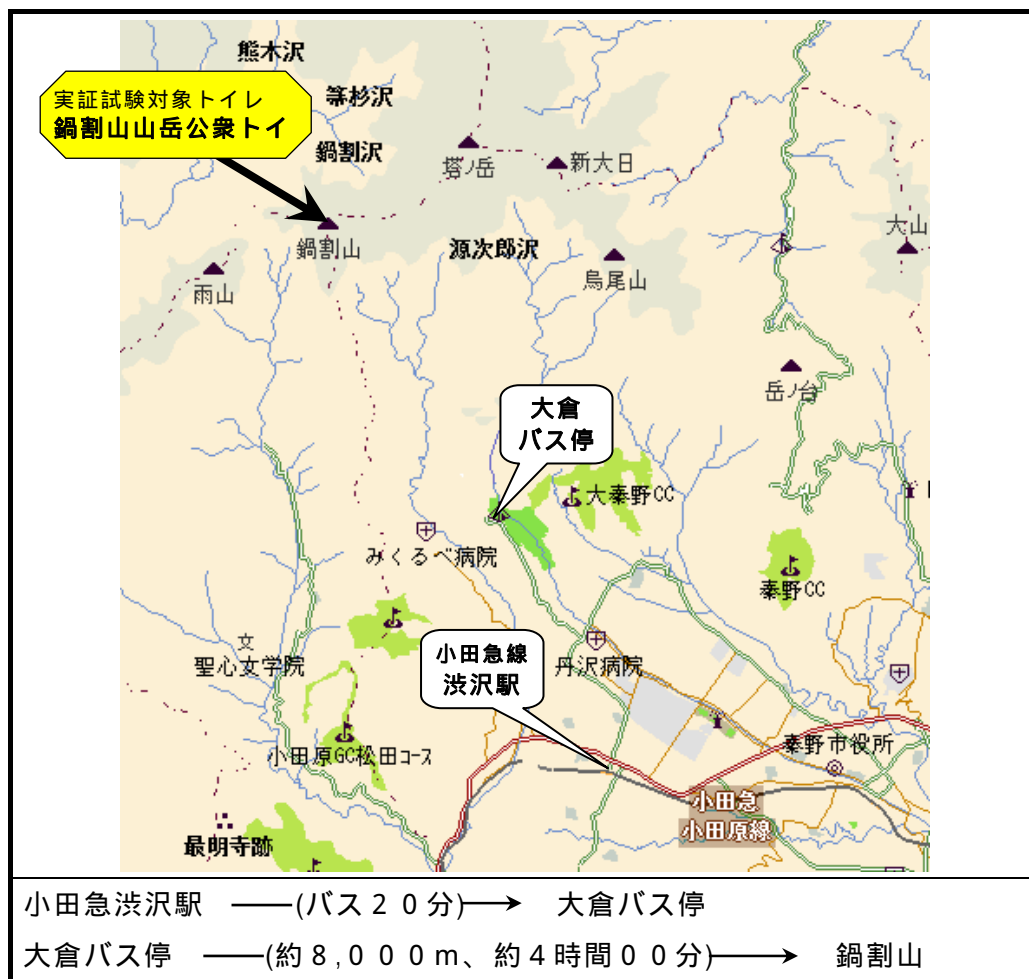 熊木沢
実証試験対象トイレ
鍋割山山岳公衆トイ
箒杉沢
鍋割沢
塔ノ岳
新大日
鍋割山
源次郎沢
大山
雨山
烏尾山
岳ノ台
大倉
バス停
大秦野CC
みくるべ病院
秦野CC
文
聖心文学院
小田急線
渋沢駅
丹沢病院
小田原GC松田コース
秦野市役所
小田急
小田原線
最明寺跡
小田急渋沢駅 ――(バス20分)→ 大倉バス停
大倉バス停 ――(約8,000m、約4時間00分)→ 鍋割山